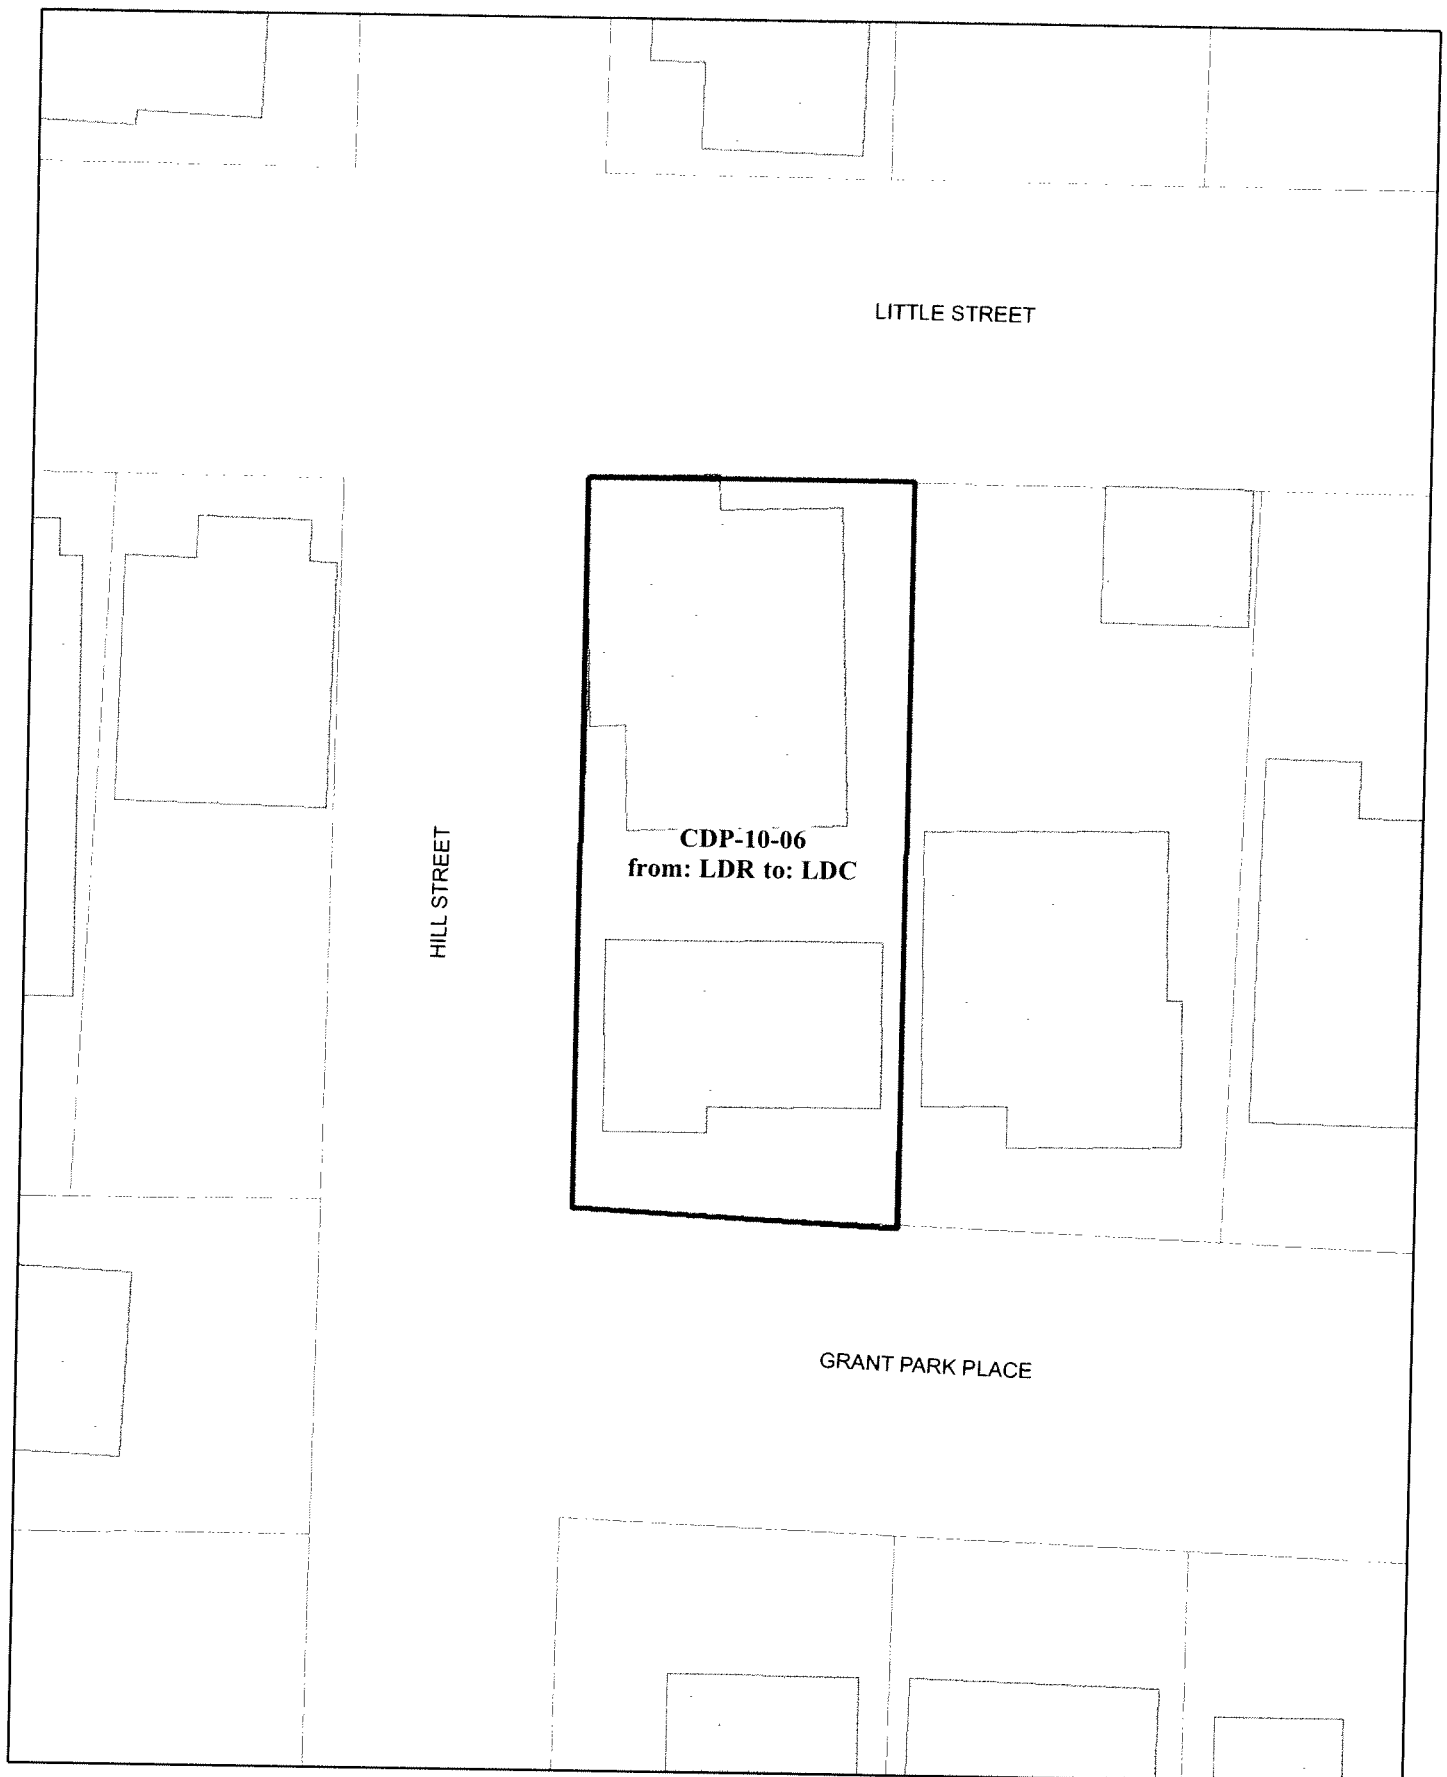 LITTLE STREET
HILL STREET
CDP-10-06
from: LDR to: LDC
GRANT PARK PLACE